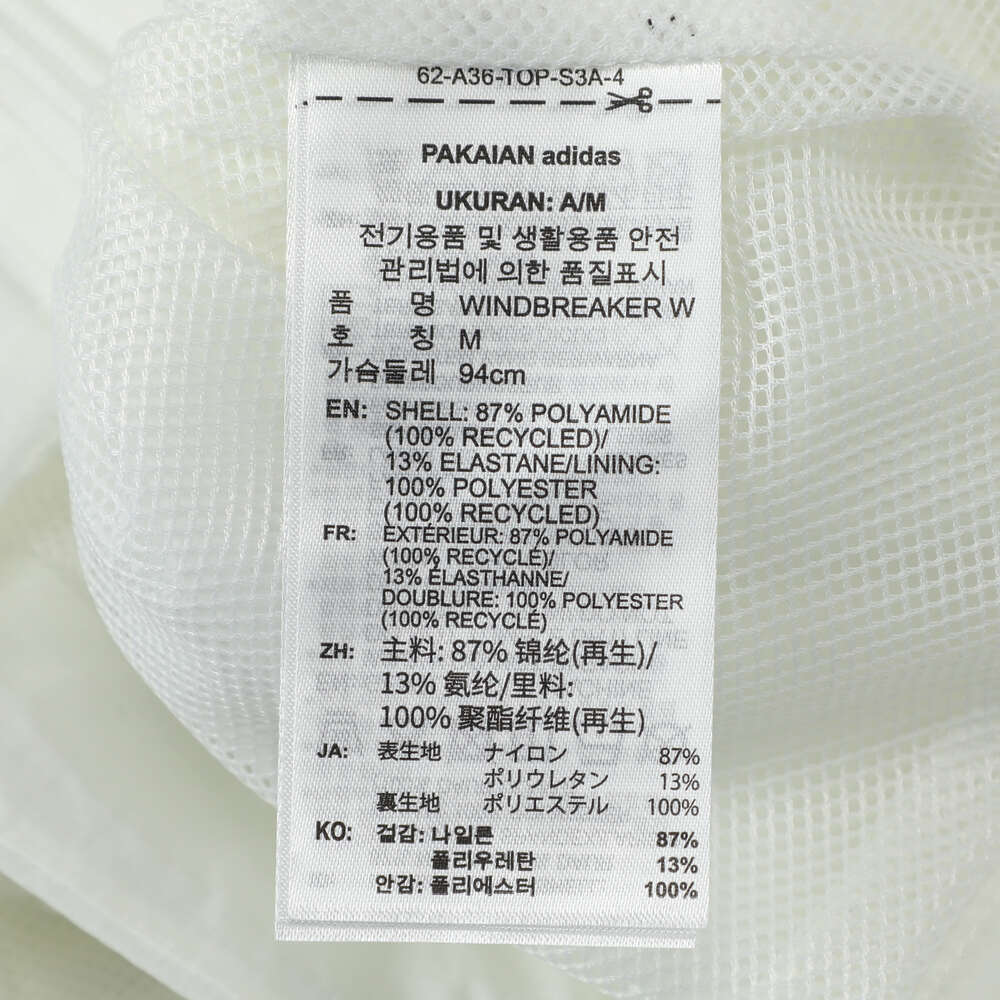 62-A36-TOP-S3A-4
PAKAIAN adidas
UKURAN: A/M
전기용품 및 생활용품 안전
관리법에 의한 품질표시
품 명 WINDBREAKER W
호 칭 M
가슴둘레 94cm
EN: SHELL: 87% POLYAMIDE
(100% RECYCLED)/
13% ELASTANE/LINING:
100% POLYESTER
(100% RECYCLED)
FR: EXTÉRIEUR: 87% POLYAMIDE
(100% RECYCLÉ)/
13% ÉLASTHANNE/
DOUBLURE: 100% POLYESTER
(100% RECYCLÉ)
ZH: 主料: 87% 锦纶(再生)/
13% 氨纶/里料:
100% 聚酯纤维(再生)
JA: 表生地 ナイロン 87%
ポリウレタン 13%
裏生地 ポリエステル 100%
KO: 겉감: 나일론 87%
폴리우레탄 13%
안감: 폴리에스터 100%